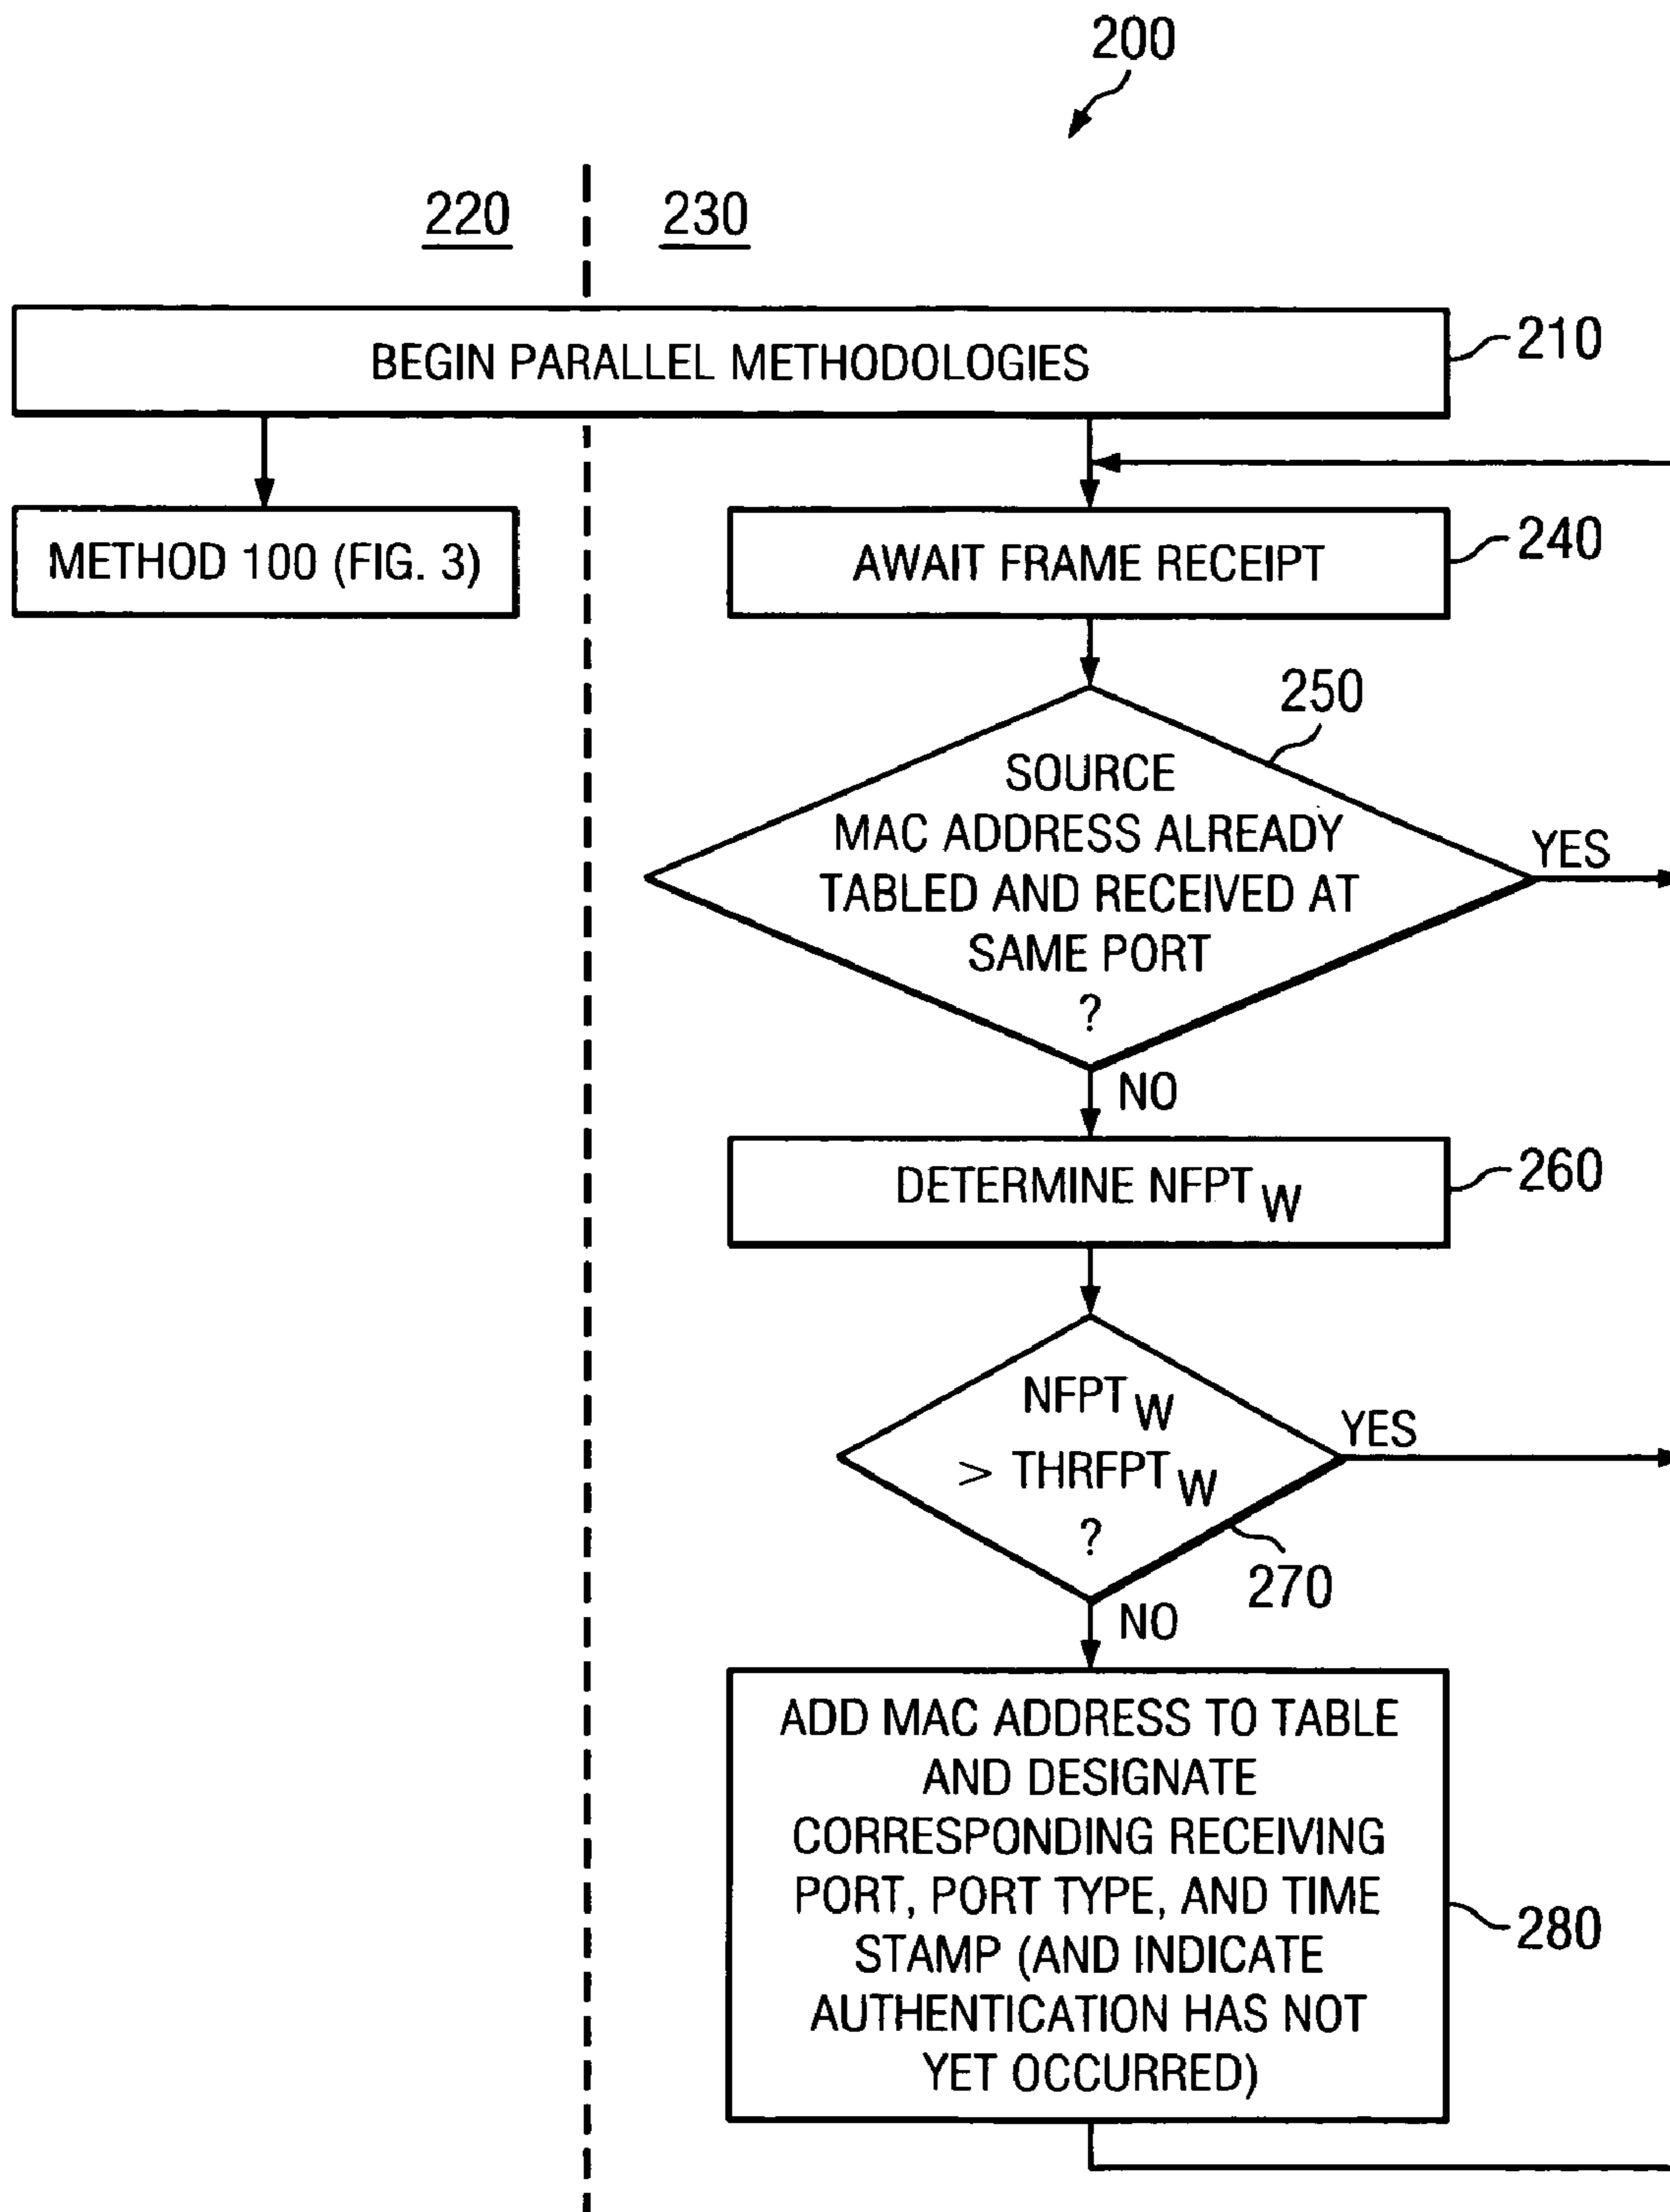 200
220
230
BEGIN PARALLEL METHODOLOGIES
210
METHOD 100 (FIG. 3)
AWAIT FRAME RECEIPT
240
250
SOURCE
MAC ADDRESS ALREADY
TABLED AND RECEIVED AT
SAME PORT
?
YES
NO
DETERMINE NFPTW
260
NFPTW
> THRFPTW
?
YES
270
NO
ADD MAC ADDRESS TO TABLE
AND DESIGNATE
CORRESPONDING RECEIVING
PORT, PORT TYPE, AND TIME
STAMP (AND INDICATE
AUTHENTICATION HAS NOT
YET OCCURRED)
280